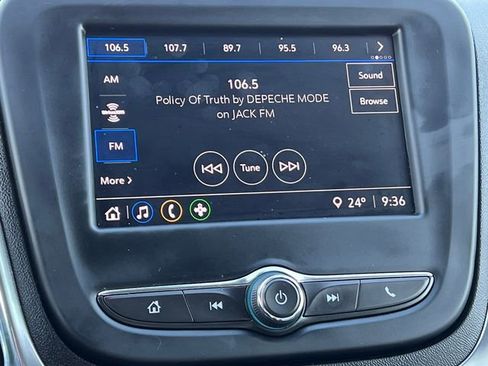 106.5 107.7 89.7 95.5 96.3
AM
106.5
Sound
Policy Of Truth by DEPECHE MODE
on JACK FM
Browse
FM
Tune
More
24° 9:36